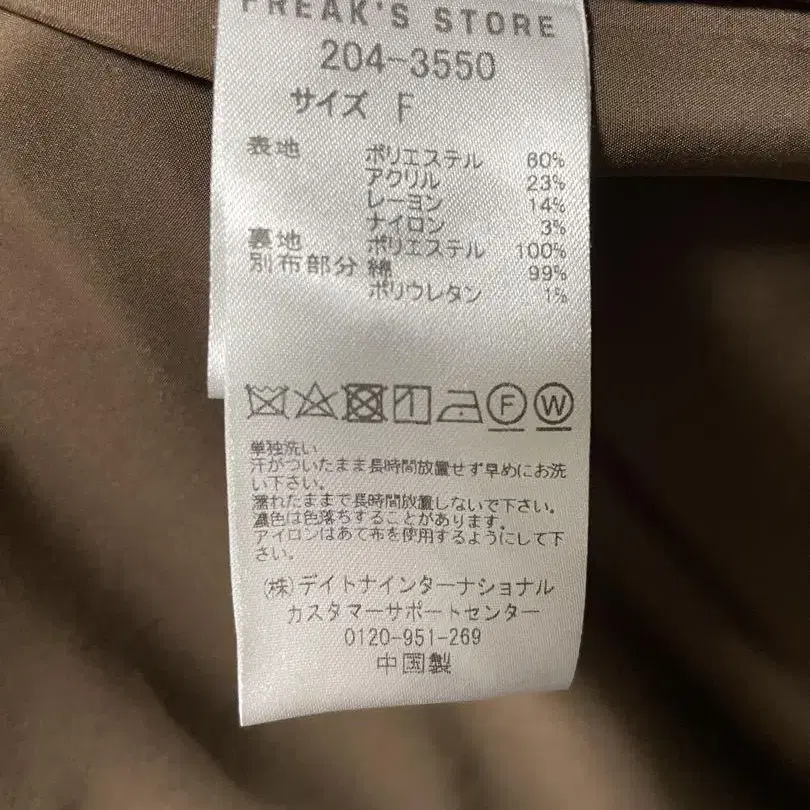 FREAK'S STORE
204-3550
サイズ F
表地 ポリエステル 60%
アクリル 23%
レーヨン 14%
ナイロン 3%
裏地 ポリエステル 100%
別布部分 綿 99%
ポリウレタン 1%
F W
単独洗い
汗がついたまま長時間放置せず早めにお洗
い下さい。
濡れたままで長時間放置しないで下さい。
濃色は色落ちすることがあります。
アイロンはあて布を使用するようにして下
さい。
(株)デイトナインターナショナル
カスタマーサポートセンター
0120-951-269
中国製